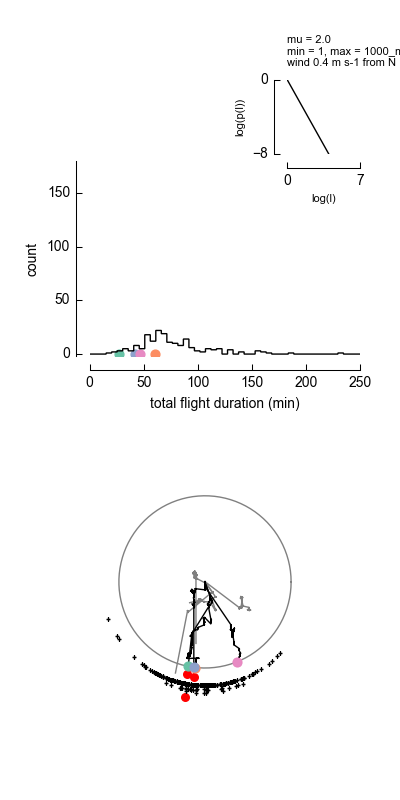 mu = 2.0
min = 1, max = 1000_m
wind 0.4 m s-1 from N
0
log(p(l))
−8
0
7
log(l)
150
100
50
0
count
0
50
100
150
200
250
total flight duration (min)